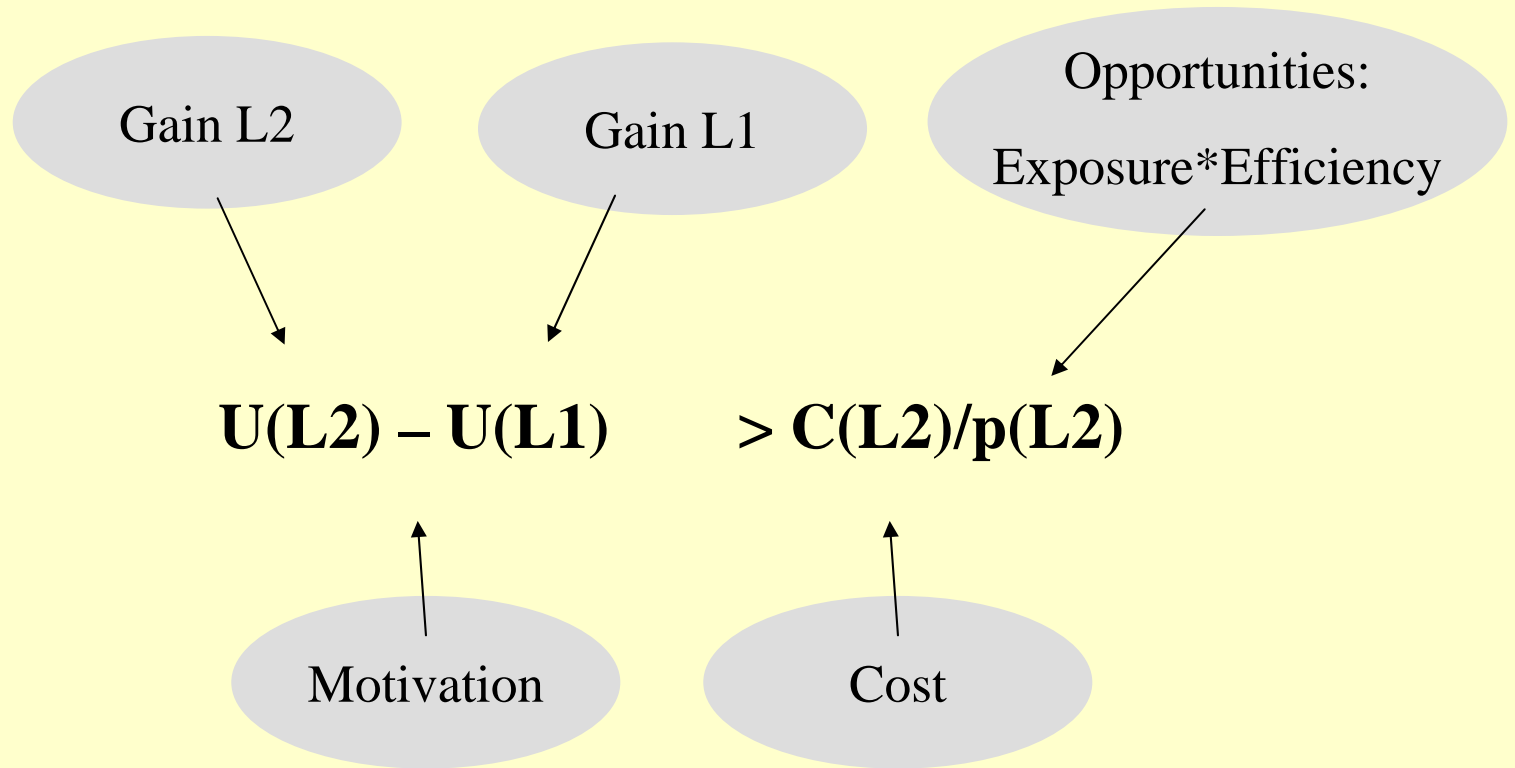 Gain L2
Gain L1
Opportunities:
Exposure*Efficiency
U(L2) – U(L1) > C(L2)/p(L2)
Motivation
Cost